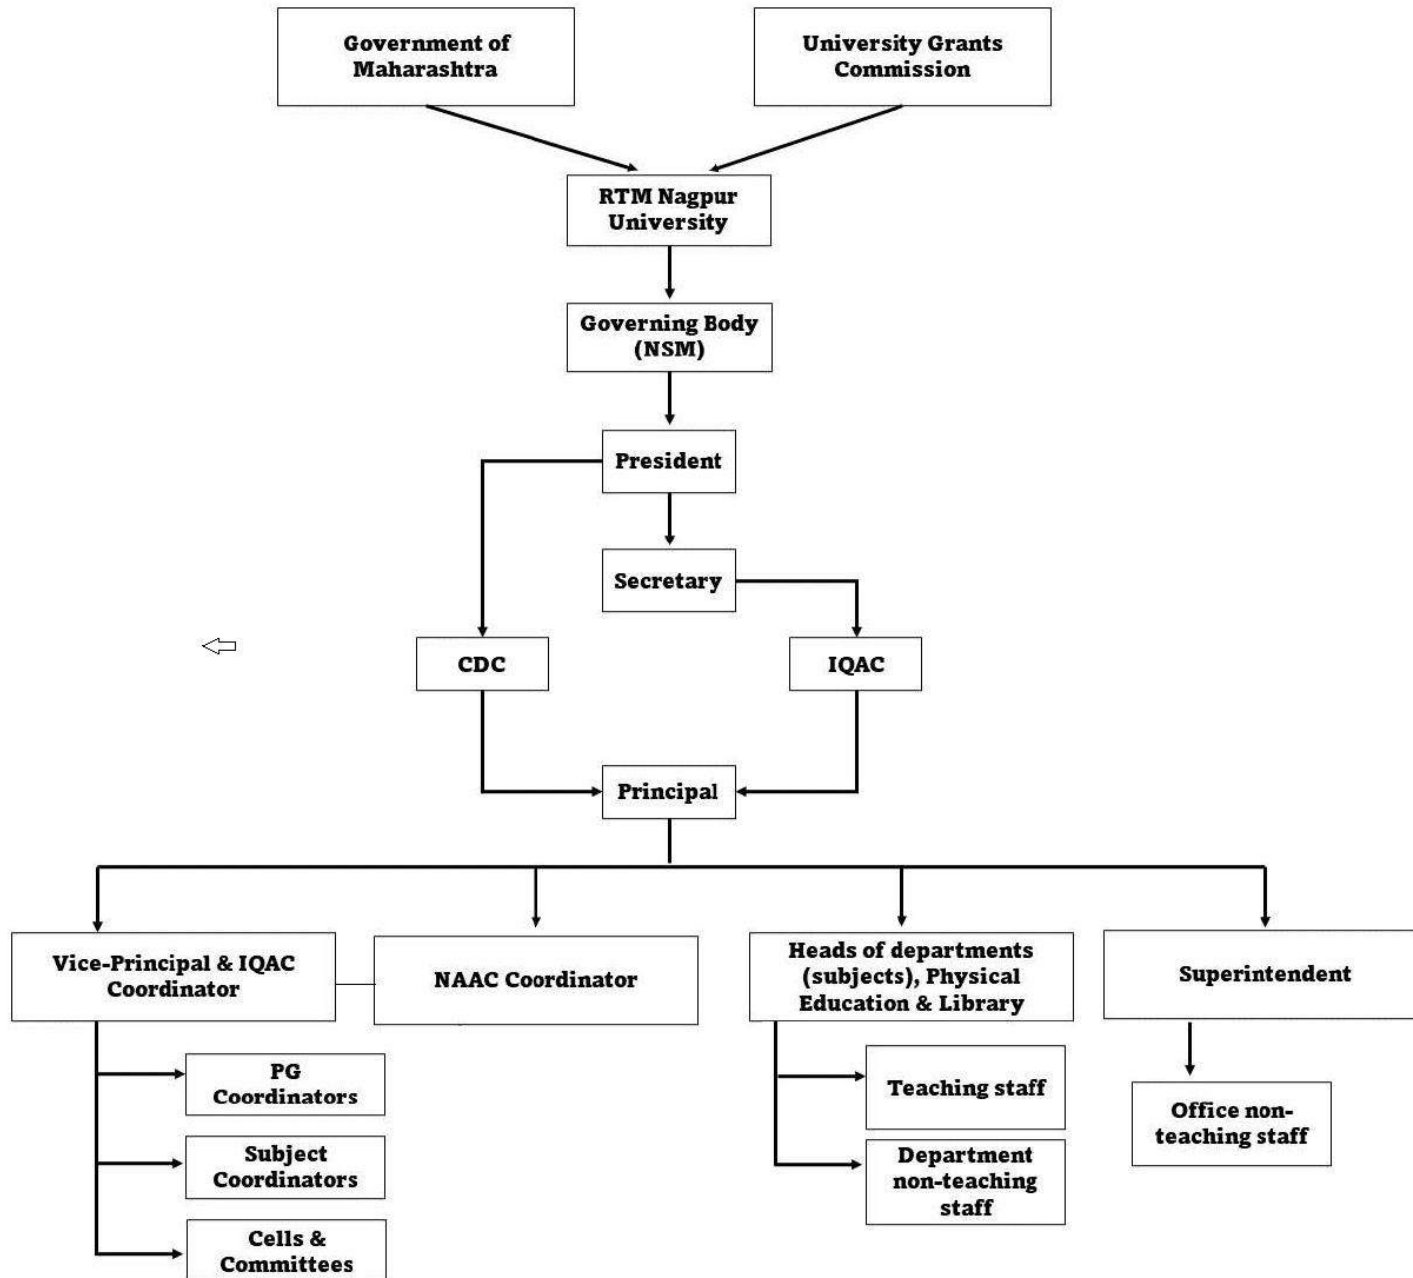 Government of
Maharashtra
University Grants
Commission
RTM Nagpur
University
Governing Body
(NSM)
President
Secretary
CDC
IQAC
Principal
Vice-Principal & IQAC
Coordinator
NAAC Coordinator
Heads of departments
(subjects), Physical
Education & Library
Superintendent
PG
Coordinators
Subject
Coordinators
Cells &
Committees
Teaching staff
Department
non-teaching
staff
Office non-
teaching staff